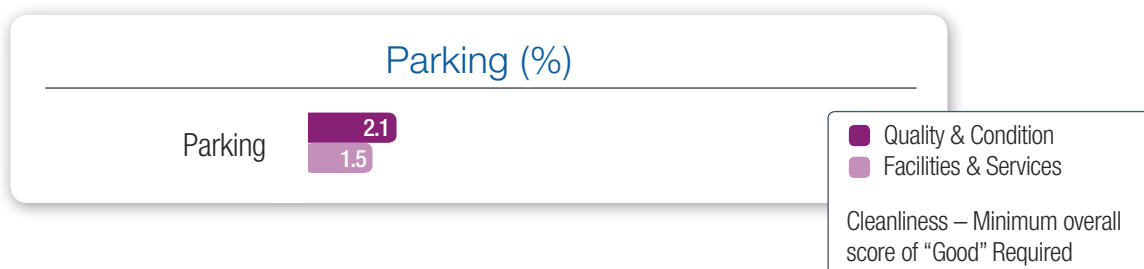 Parking (%)
Parking
2.1
1.5
Quality & Condition
Facilities & Services
Cleanliness – Minimum overall
score of “Good” Required